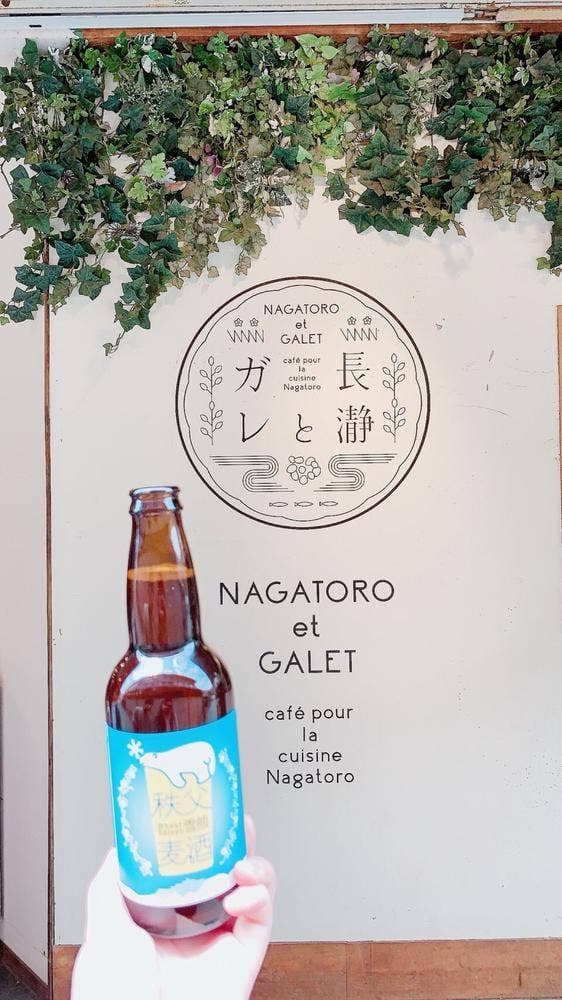 NAGATORO
et
GALET
café pour
la
cuisine
Nagatoro
長瀞
と
ガレ
NAGATORO
et
GALET
café pour
la
cuisine
Nagatoro
秩父
麦酒